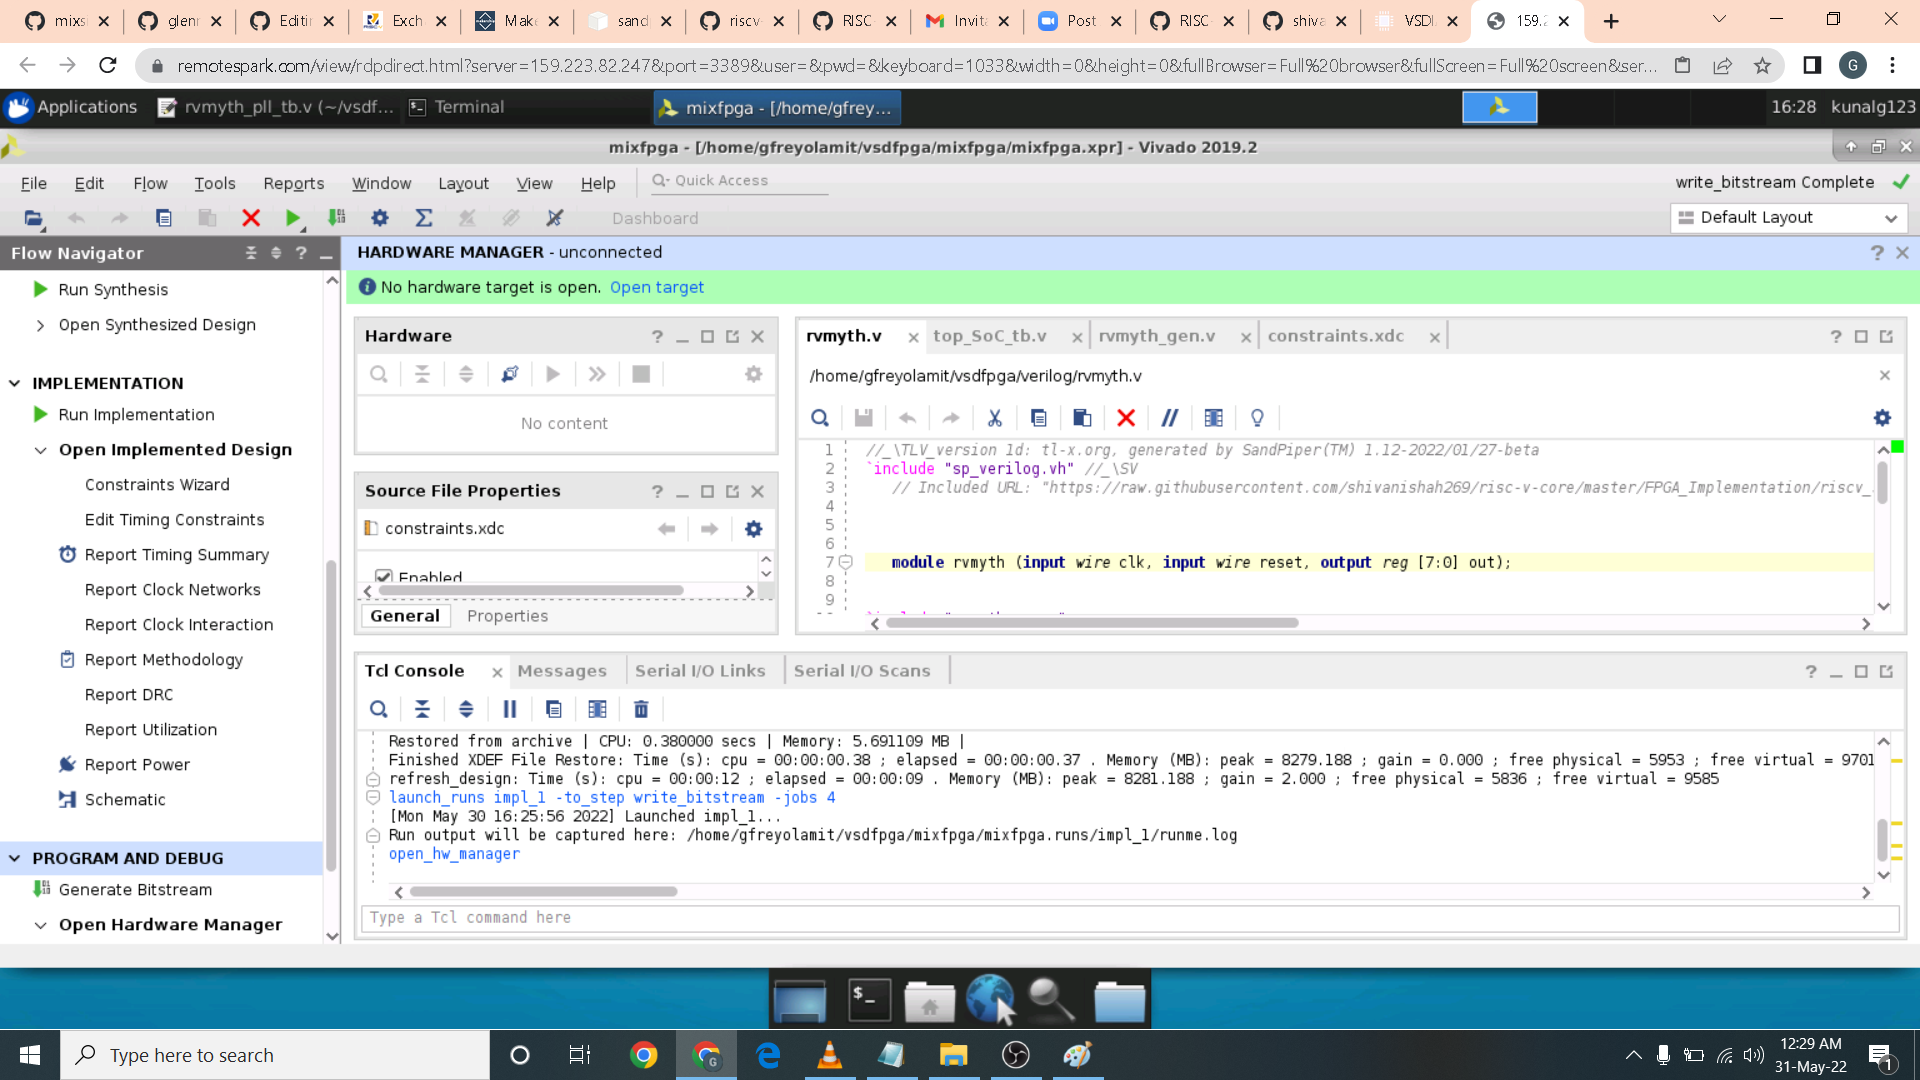 mixsi
glenr
Editin
Exch
Make
sand
riscv-
RISC-
Invita
Post
RISC-
shiva
VSDI
159.2
remotespark.com/view/rdpdirect.html?server=159.223.82.247&port=3389&user=&pwd=&keyboard=1033&width=0&height=0&fullBrowser=Full%20browser&fullScreen=Full%20screen&ser...
G
Applications
rvmyth_pll_tb.v (~/vsdf...
Terminal
mixfpga - [/home/gfrey...
16:28 kunalg123
mixfpga - [/home/gfreyolamit/vsdfpga/mixfpga/mixfpga.xpr] - Vivado 2019.2
File Edit Flow Tools Reports Window Layout View Help
Quick Access
write_bitstream Complete
Dashboard
Default Layout
Flow Navigator
HARDWARE MANAGER - unconnected
No hardware target is open. Open target
Run Synthesis
Open Synthesized Design
IMPLEMENTATION
Run Implementation
Open Implemented Design
Constraints Wizard
Edit Timing Constraints
Report Timing Summary
Report Clock Networks
Report Clock Interaction
Report Methodology
Report DRC
Report Utilization
Report Power
Schematic
PROGRAM AND DEBUG
Generate Bitstream
Open Hardware Manager
Hardware
No content
Source File Properties
constraints.xdc
Enabled
General Properties
rvmyth.v top_SoC_tb.v rvmyth_gen.v constraints.xdc
/home/gfreyolamit/vsdfpga/verilog/rvmyth.v
1 //_\TLV_version 1d: tl-x.org, generated by SandPiper(TM) 1.12-2022/01/27-beta
2 `include "sp_verilog.vh" //_\SV
3 // Included URL: "https://raw.githubusercontent.com/shivanishah269/risc-v-core/master/FPGA_Implementation/riscv_
4
5
6
7 module rvmyth (input wire clk, input wire reset, output reg [7:0] out);
8
9
Tcl Console Messages Serial I/O Links Serial I/O Scans
Restored from archive | CPU: 0.380000 secs | Memory: 5.691109 MB |
Finished XDEF File Restore: Time (s): cpu = 00:00:00.38 ; elapsed = 00:00:00.37 . Memory (MB): peak = 8279.188 ; gain = 0.000 ; free physical = 5953 ; free virtual = 9701
refresh_design: Time (s): cpu = 00:00:12 ; elapsed = 00:00:09 . Memory (MB): peak = 8281.188 ; gain = 2.000 ; free physical = 5836 ; free virtual = 9585
launch_runs impl_1 -to_step write_bitstream -jobs 4
[Mon May 30 16:25:56 2022] Launched impl_1...
Run output will be captured here: /home/gfreyolamit/vsdfpga/mixfpga/mixfpga.runs/impl_1/runme.log
open_hw_manager
Type a Tcl command here
Type here to search
12:29 AM
31-May-22
1